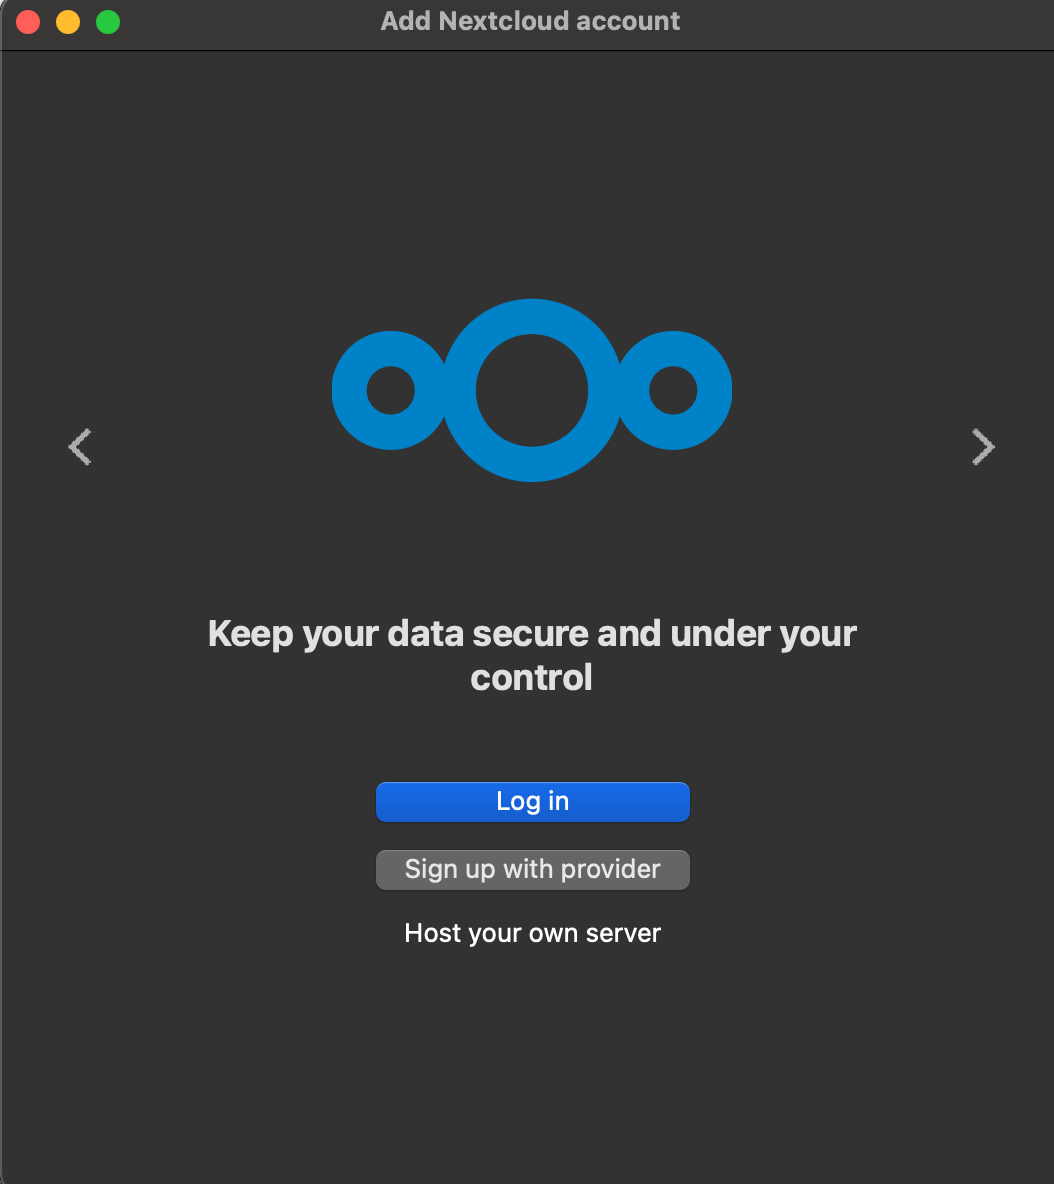 Add Nextcloud account
Keep your data secure and under your
control
Log in
Sign up with provider
Host your own server